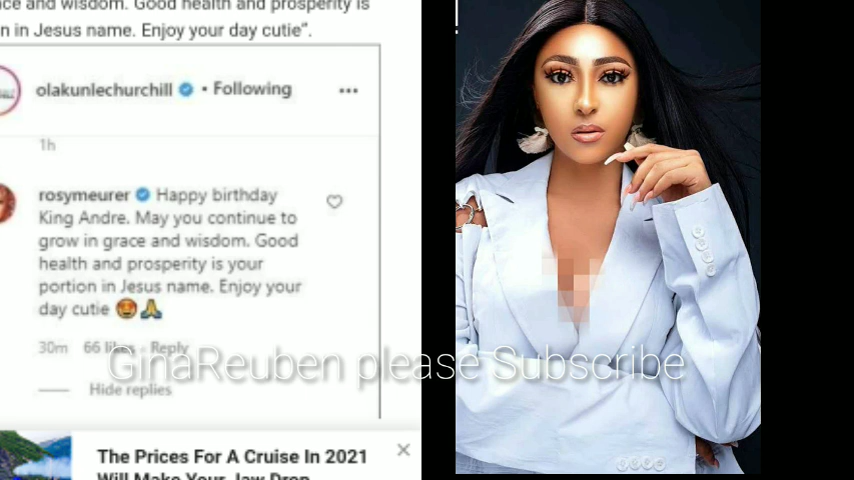 ce and wisdom. Good health and prosperity is
n in Jesus name. Enjoy your day cutie".
olakunlechurchill • Following
1h
rosymeurer Happy birthday
King Andre. May you continue to
grow in grace and wisdom. Good
health and prosperity is your
portion in Jesus name. Enjoy your
day cutie 😍🙏
30m 66 likes Reply
GinaReuben please Subscribe
Hide replies
The Prices For A Cruise In 2021
Will Make Your Jaw Drop
!